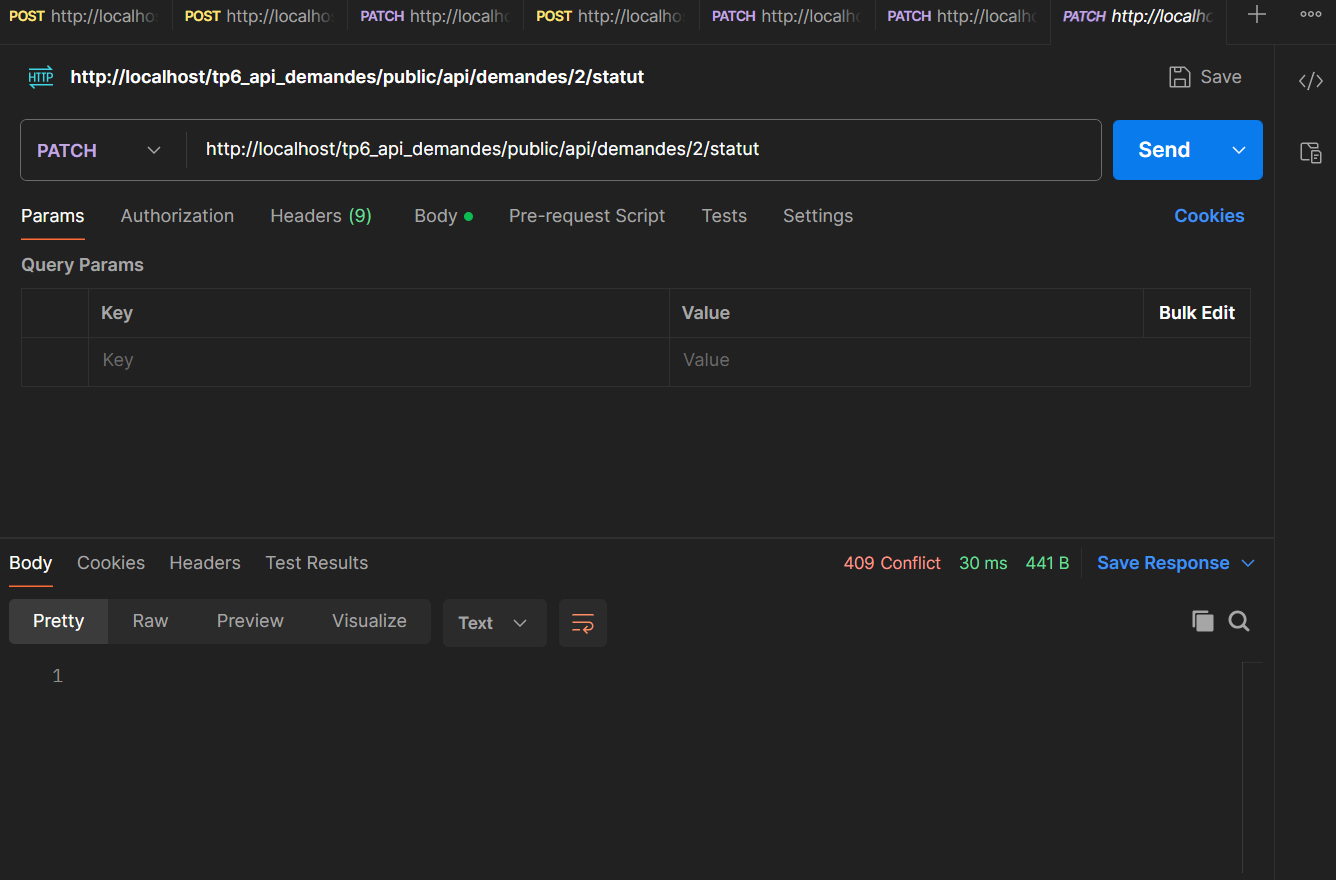 POST http://localho POST http://localho PATCH http://localh POST http://localho PATCH http://localh PATCH http://localh PATCH http://localho
HTTP http://localhost/tp6_api_demandes/public/api/demandes/2/statut Save
PATCH http://localhost/tp6_api_demandes/public/api/demandes/2/statut Send
Params Authorization Headers (9) Body Pre-request Script Tests Settings Cookies
Query Params
Key Value Bulk Edit
Key Value
Body Cookies Headers Test Results 409 Conflict 30 ms 441 B Save Response
Pretty Raw Preview Visualize Text
1